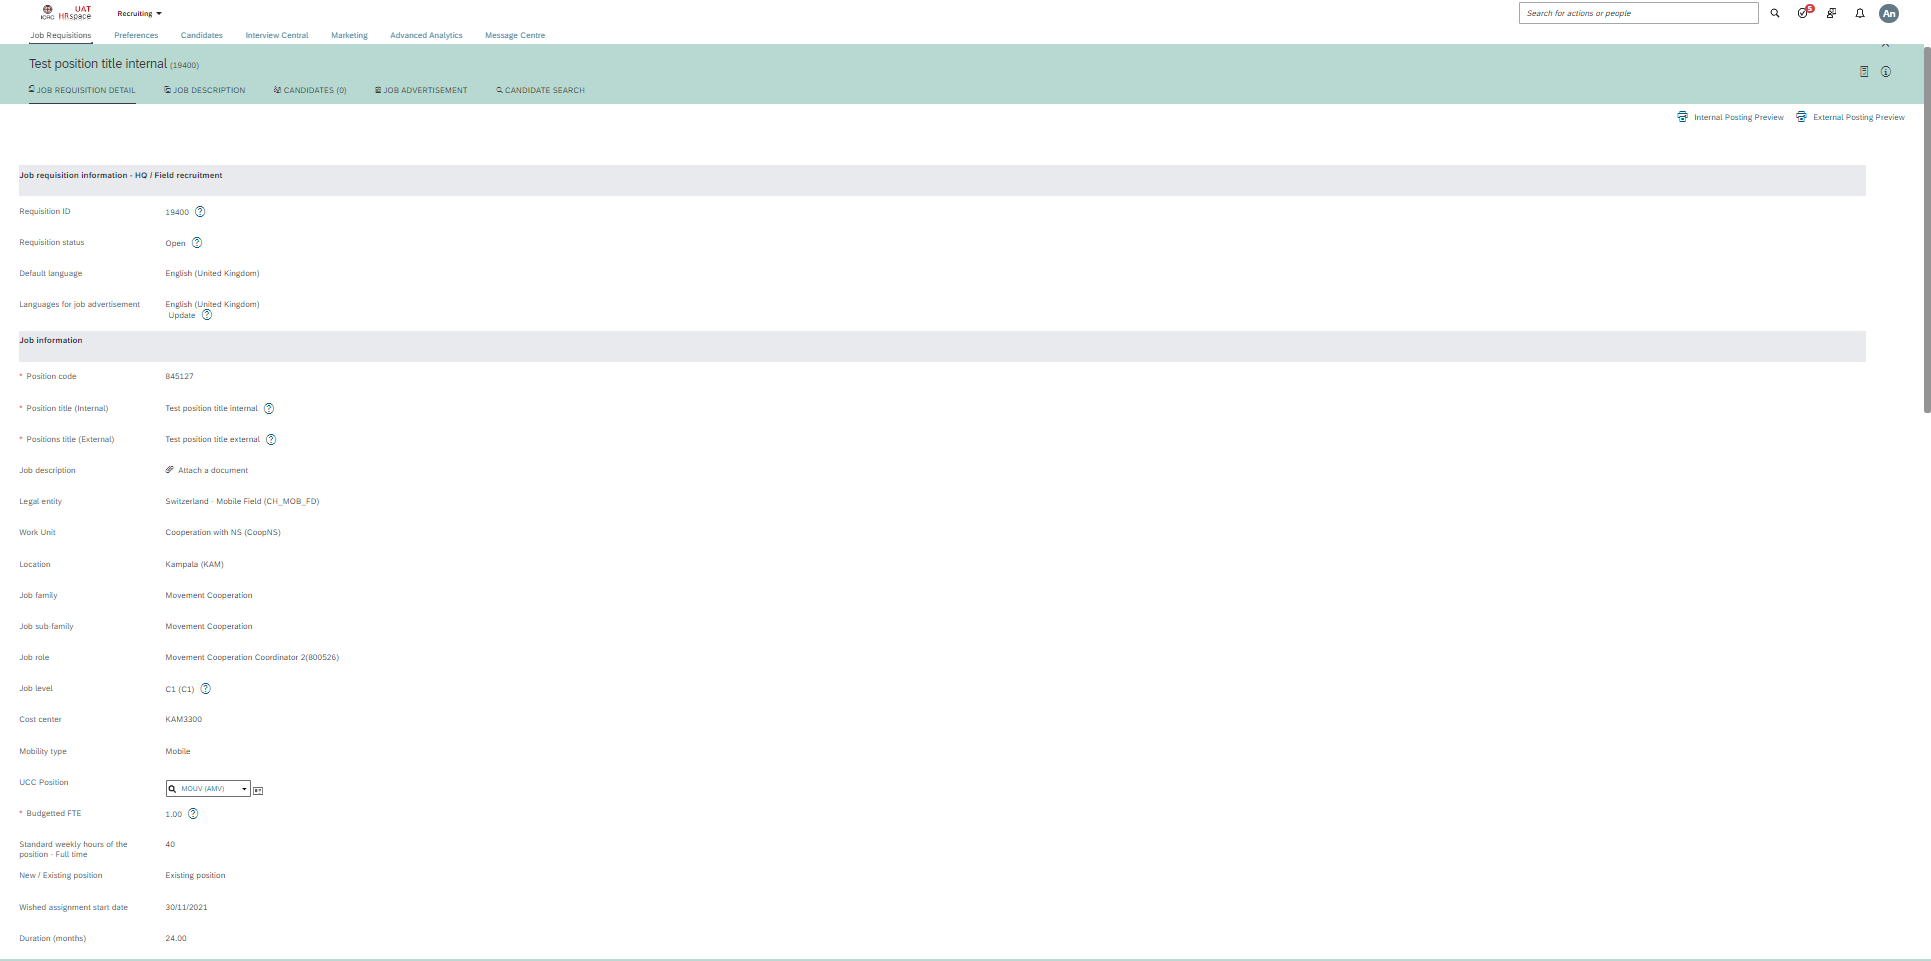 UAT
ICRC HRspace
Recruiting
Search for actions or people
5
An
Job Requisitions Preferences Candidates Interview Central Marketing Advanced Analytics Message Centre
Test position title internal (19400)
JOB REQUISITION DETAIL JOB DESCRIPTION CANDIDATES (0) JOB ADVERTISEMENT CANDIDATE SEARCH
Internal Posting Preview External Posting Preview
Job requisition information - HQ / Field recruitment
Requisition ID 19400
Requisition status Open
Default language English (United Kingdom)
Languages for job advertisement English (United Kingdom)
Update
Job information
* Position code 845127
* Position title (Internal) Test position title internal
* Positions title (External) Test position title external
Job description Attach a document
Legal entity Switzerland - Mobile Field (CH_MOB_FD)
Work Unit Cooperation with NS (CoopNS)
Location Kampala (KAM)
Job family Movement Cooperation
Job sub-family Movement Cooperation
Job role Movement Cooperation Coordinator 2(800526)
Job level C1 (C1)
Cost center KAM3300
Mobility type Mobile
UCC Position MOUV (AMV)
* Budgetted FTE 1.00
Standard weekly hours of the 40
position - Full time
New / Existing position Existing position
Wished assignment start date 30/11/2021
Duration (months) 24.00